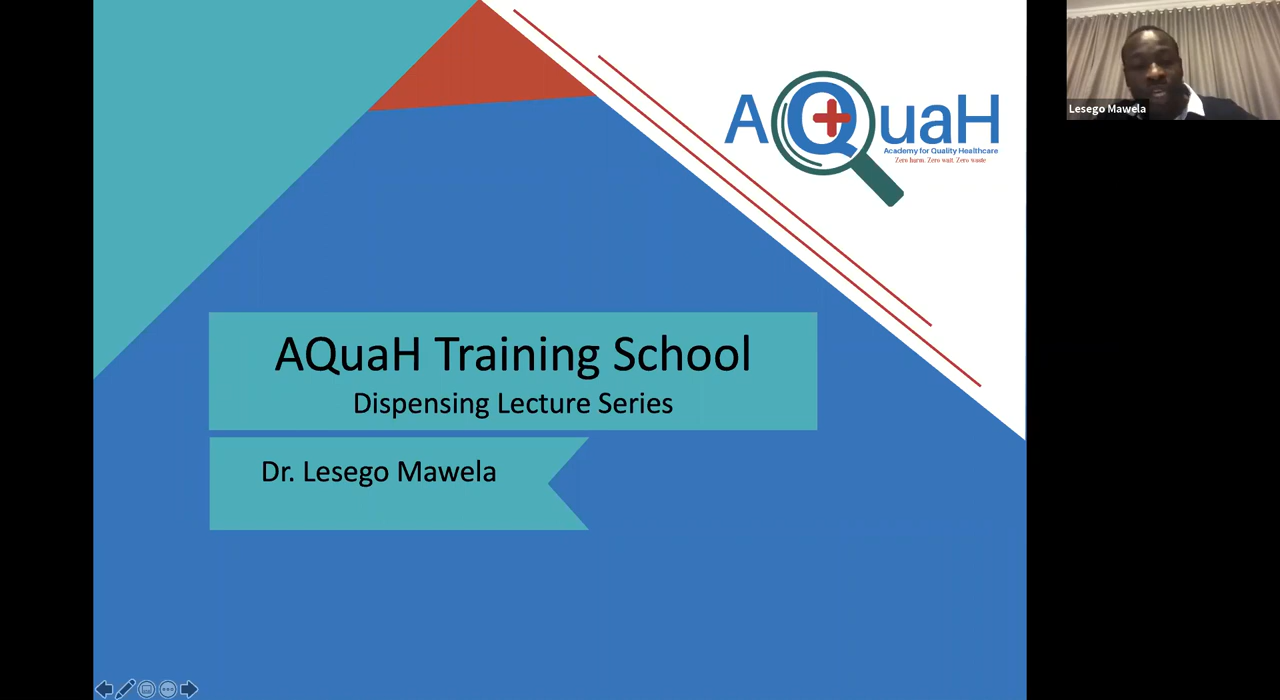 AQuaH
Academy for Quality Healthcare
Zero harm. Zero wait. Zero waste
Lesego Mawela
AQuaH Training School
Dispensing Lecture Series
Dr. Lesego Mawela